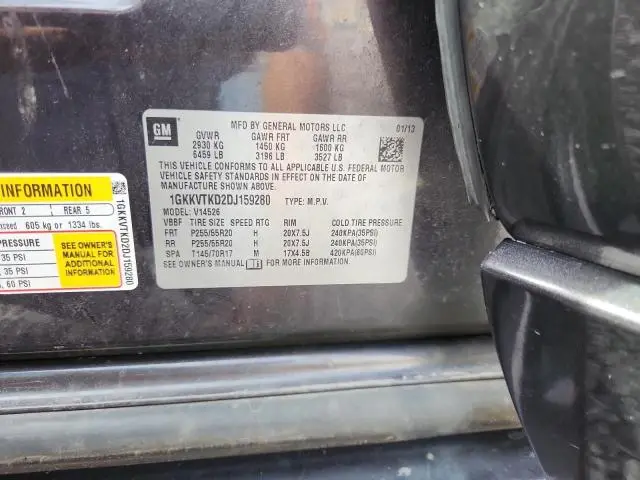 GM
MFD BY GENERAL MOTORS LLC 01/13
GVWR GAWR FRT GAWR RR
2930 KG 1450 KG 1600 KG
6459 LB 3196 LB 3527 LB
THIS VEHICLE CONFORMS TO ALL APPLICABLE U.S. FEDERAL MOTOR
VEHICLE SAFETY STANDARDS IN EFFECT ON THE DATE OF
MANUFACTURE SHOWN ABOVE.
1GKKVTKD2DJ159280 TYPE: M.P.V.
MODEL: V14526
VBBF TIRE SIZE SPEED RTG RIM COLD TIRE PRESSURE
FRT P255/55R20 H 20X7.5J 240KPA(35PSI)
RR P255/55R20 H 20X7.5J 240KPA(35PSI)
SPA T145/70R17 M 17X4.5B 420KPA(60PSI)
SEE OWNER'S MANUAL FOR MORE INFORMATION.
INFORMATION
FRONT 2 REAR 5
exceed 605 kg or 1334 lbs.
PRESSURE
35 PSI
35 PSI
60 PSI
SEE OWNER'S
MANUAL FOR
ADDITIONAL
INFORMATION
1GKKVTKD2DJ159280